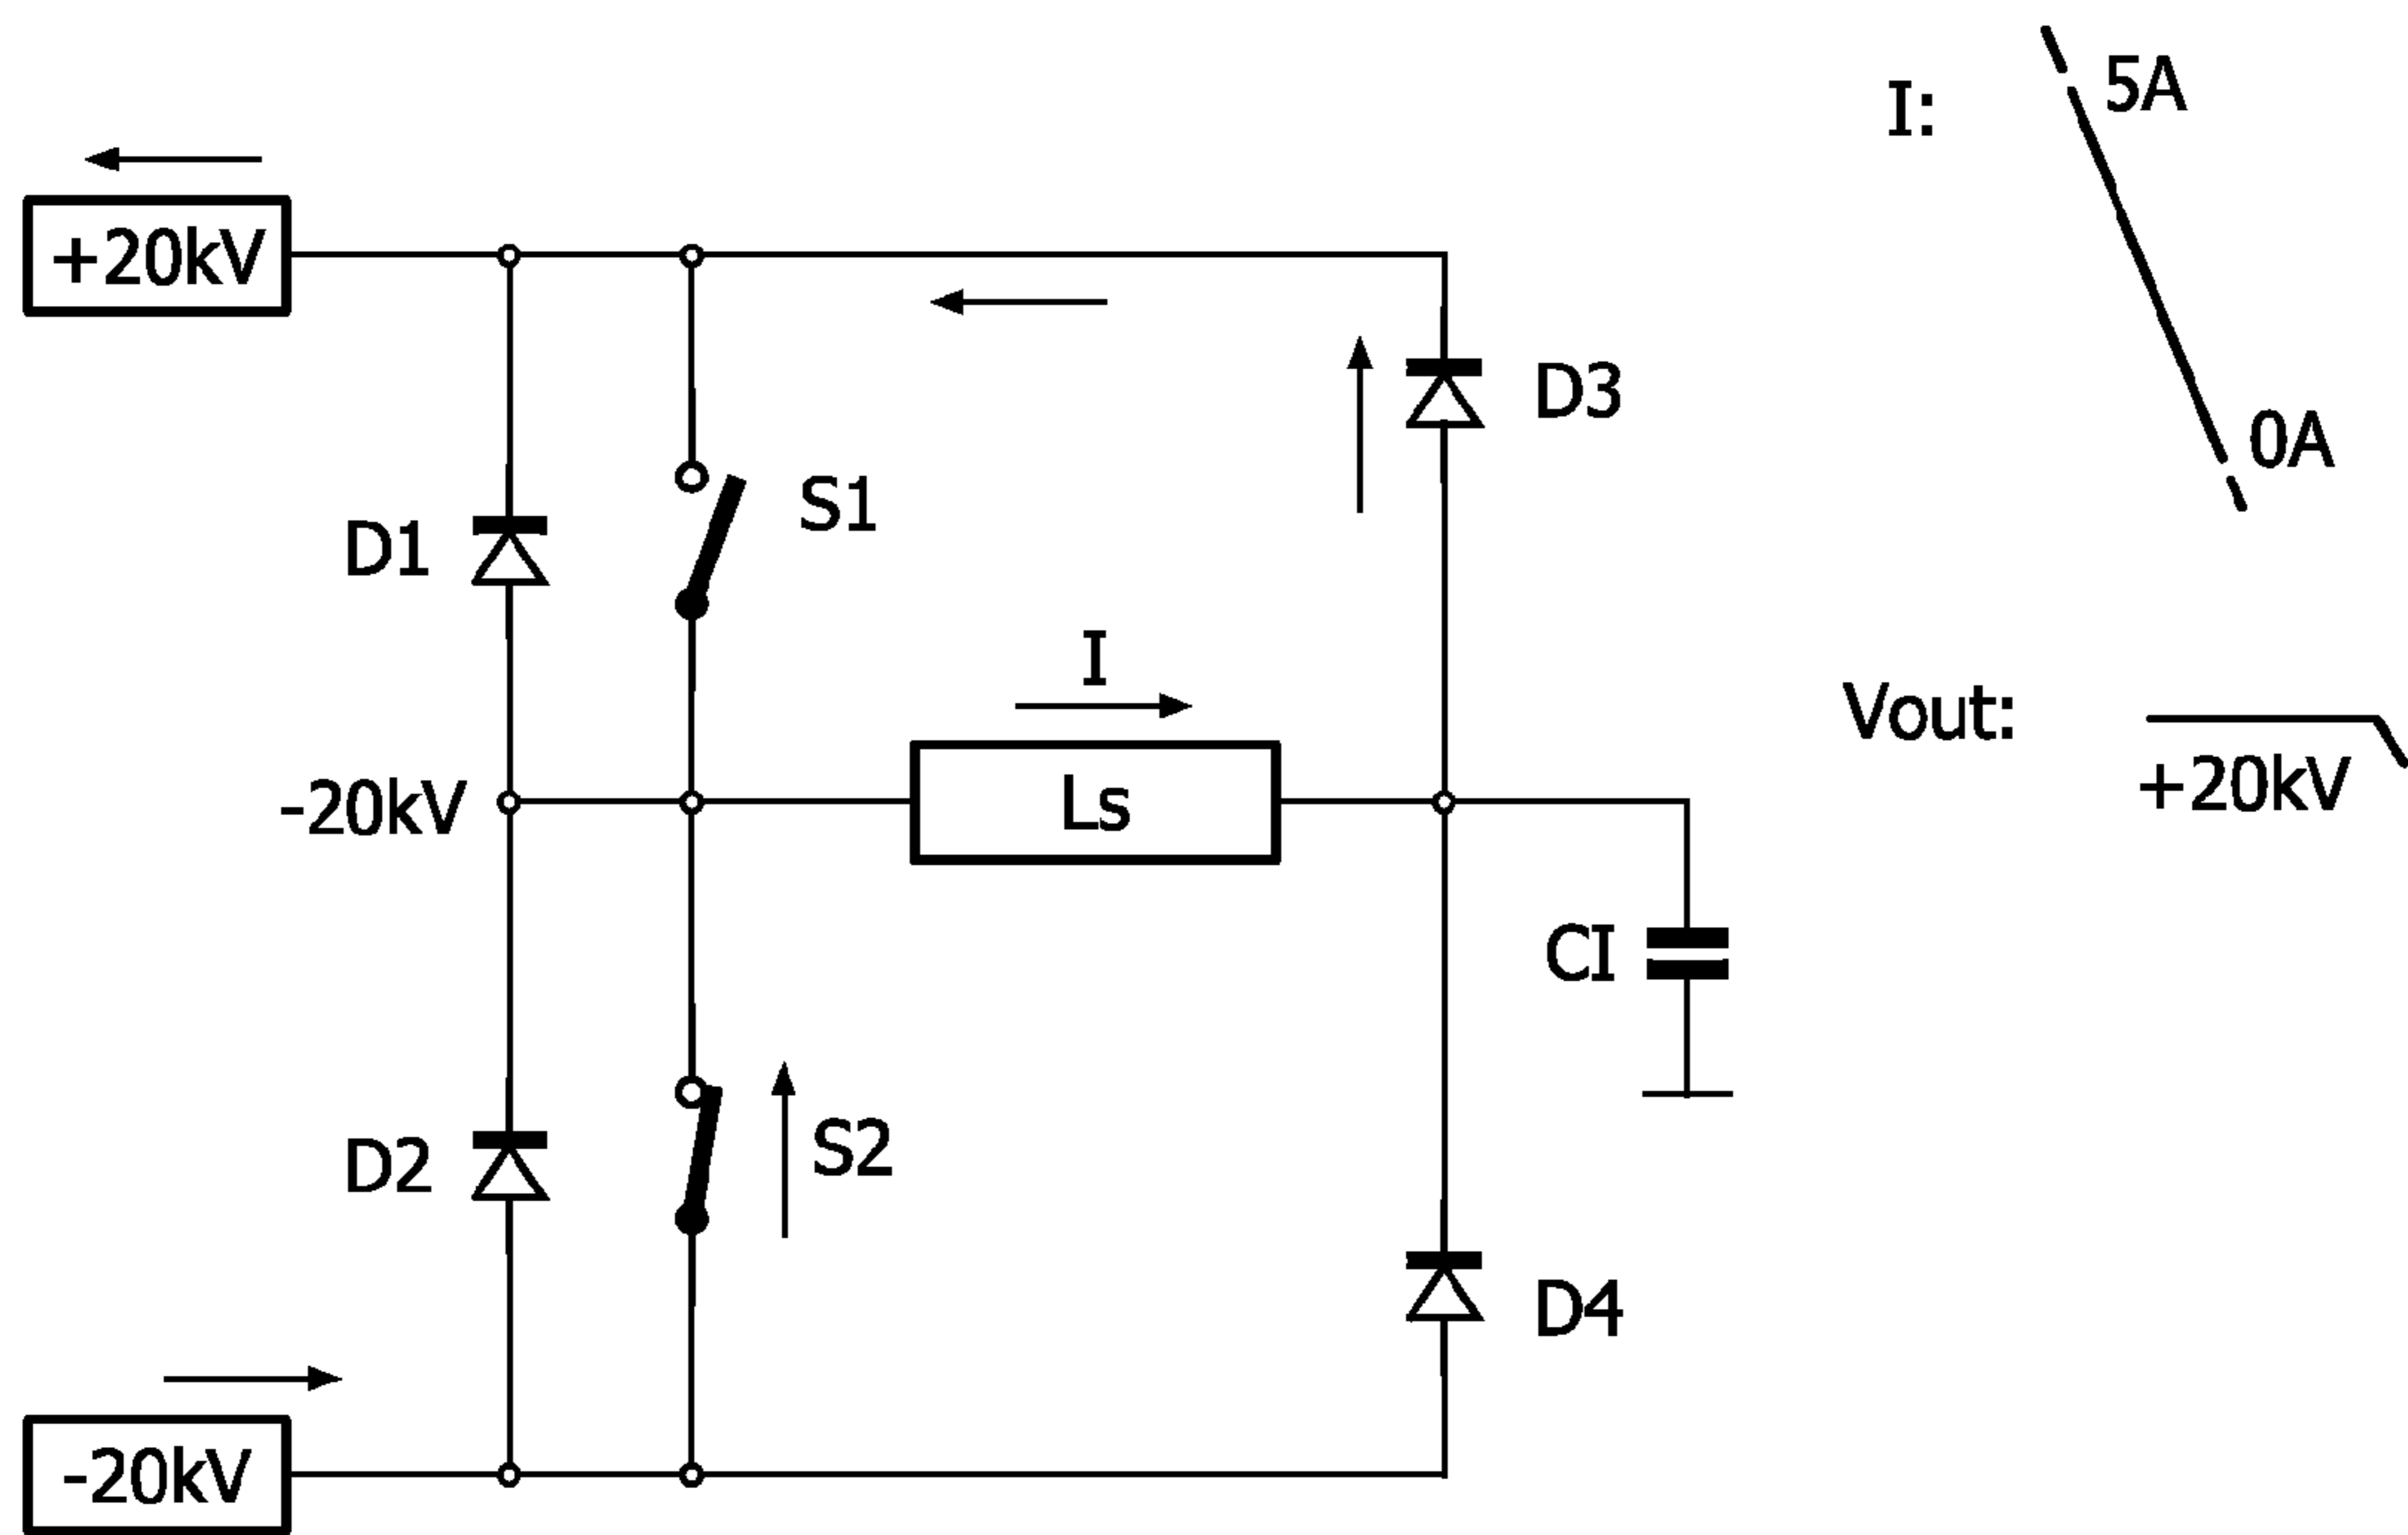 I:
5A
0A
+20kV
D3
D1
S1
I
-20kV
Ls
Vout:
+20kV
CI
D2
S2
D4
-20kV